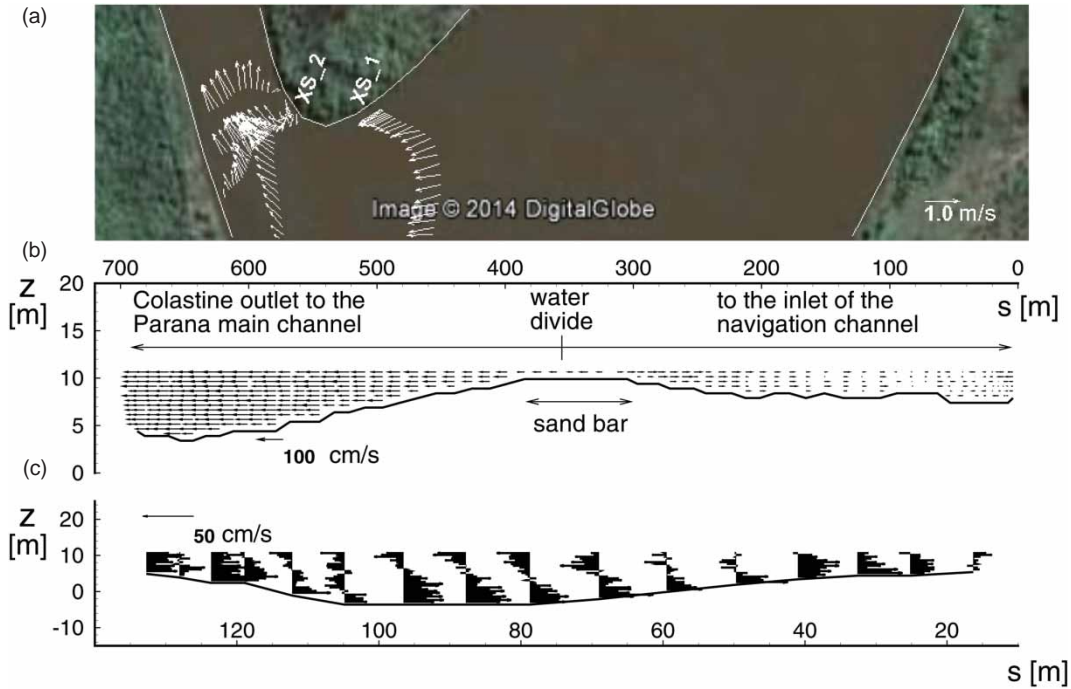 (a)
XS_2
XS_1
Image © 2014 DigitalGlobe
1.0 m/s
(b)
700 600 500 400 300 200 100 0
Z
[m]
20
15
10
5
0
Colastine outlet to the
Parana main channel
water
divide
to the inlet of the
navigation channel
s [m]
sand bar
100 cm/s
(c)
Z
[m]
20
10
0
-10
50 cm/s
120 100 80 60 40 20
s [m]